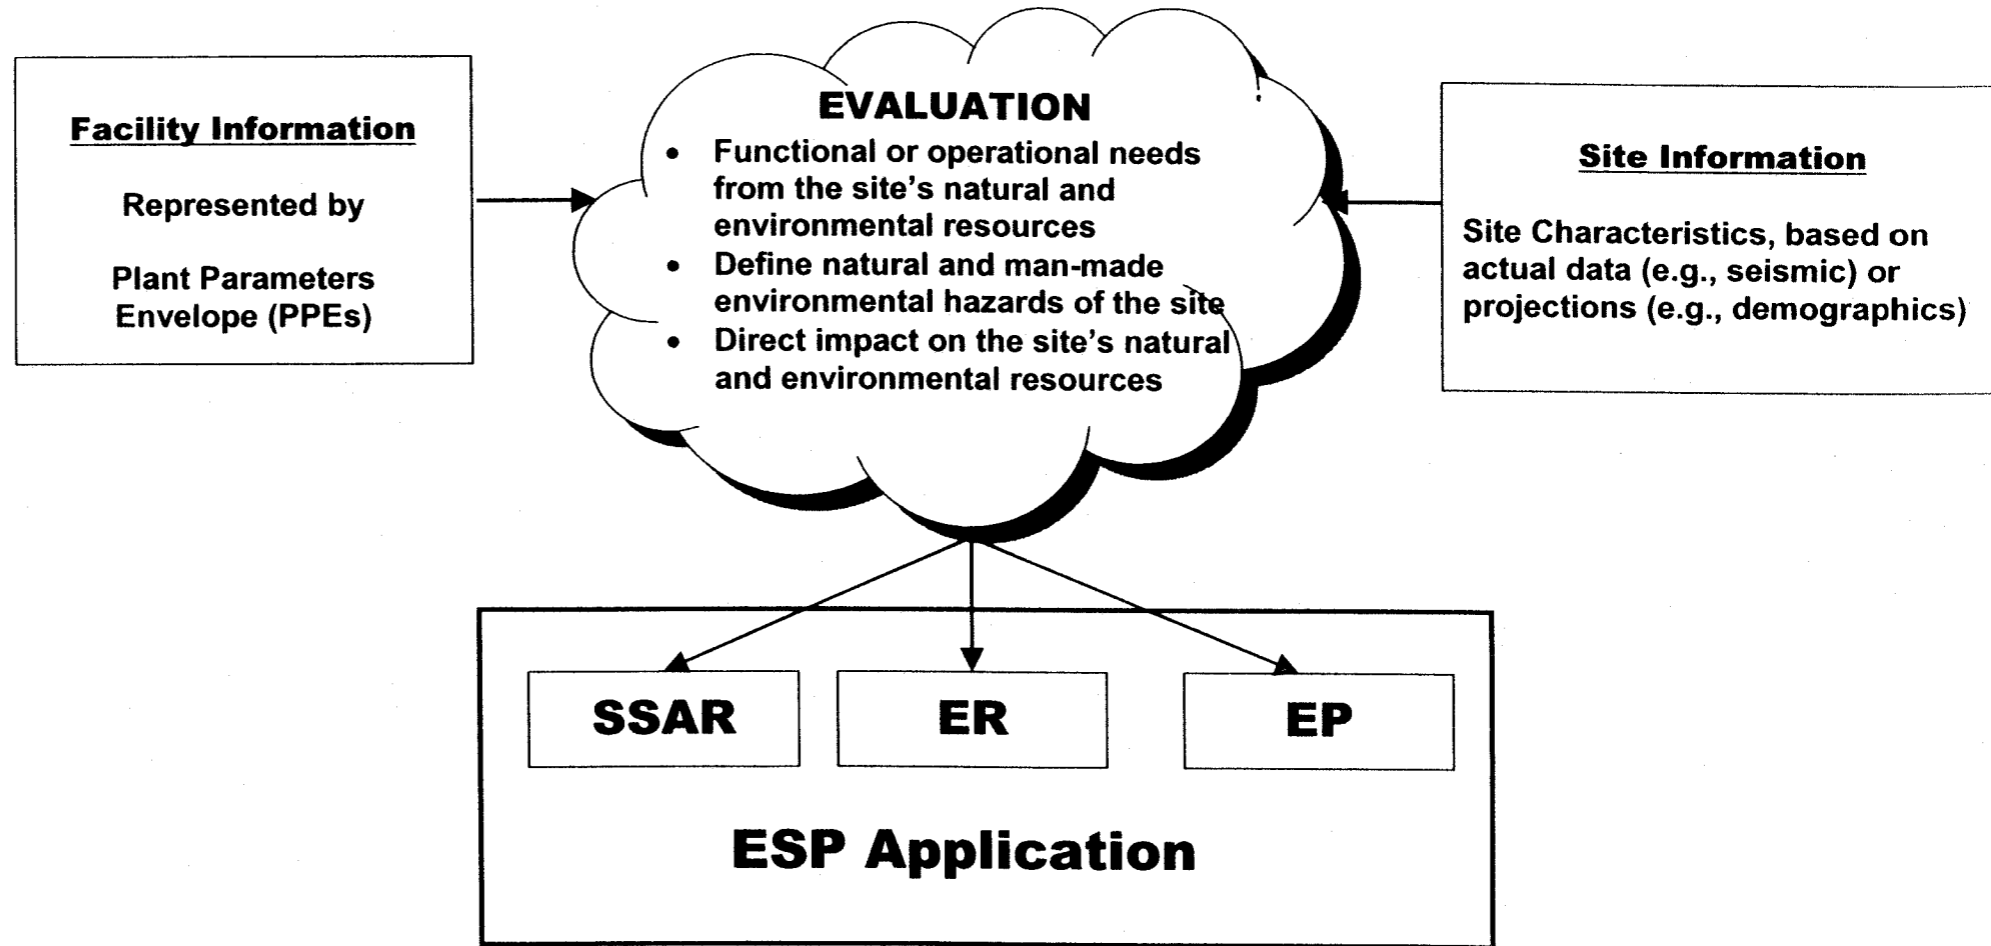 Facility Information
Represented by
Plant Parameters
Envelope (PPEs)
EVALUATION
• Functional or operational needs
from the site's natural and
environmental resources
• Define natural and man-made
environmental hazards of the site
• Direct impact on the site's natural
and environmental resources
Site Information
Site Characteristics, based on
actual data (e.g., seismic) or
projections (e.g., demographics)
SSAR
ER
EP
ESP Application